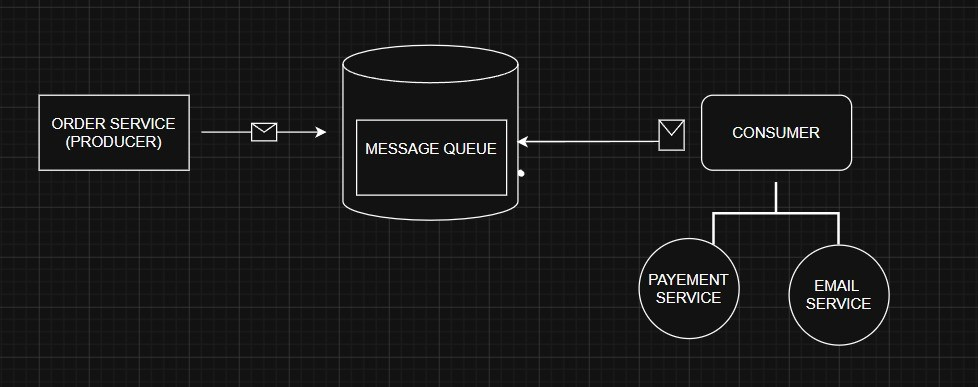 ORDER SERVICE
(PRODUCER)
MESSAGE QUEUE
CONSUMER
PAYEMENT
SERVICE
EMAIL
SERVICE